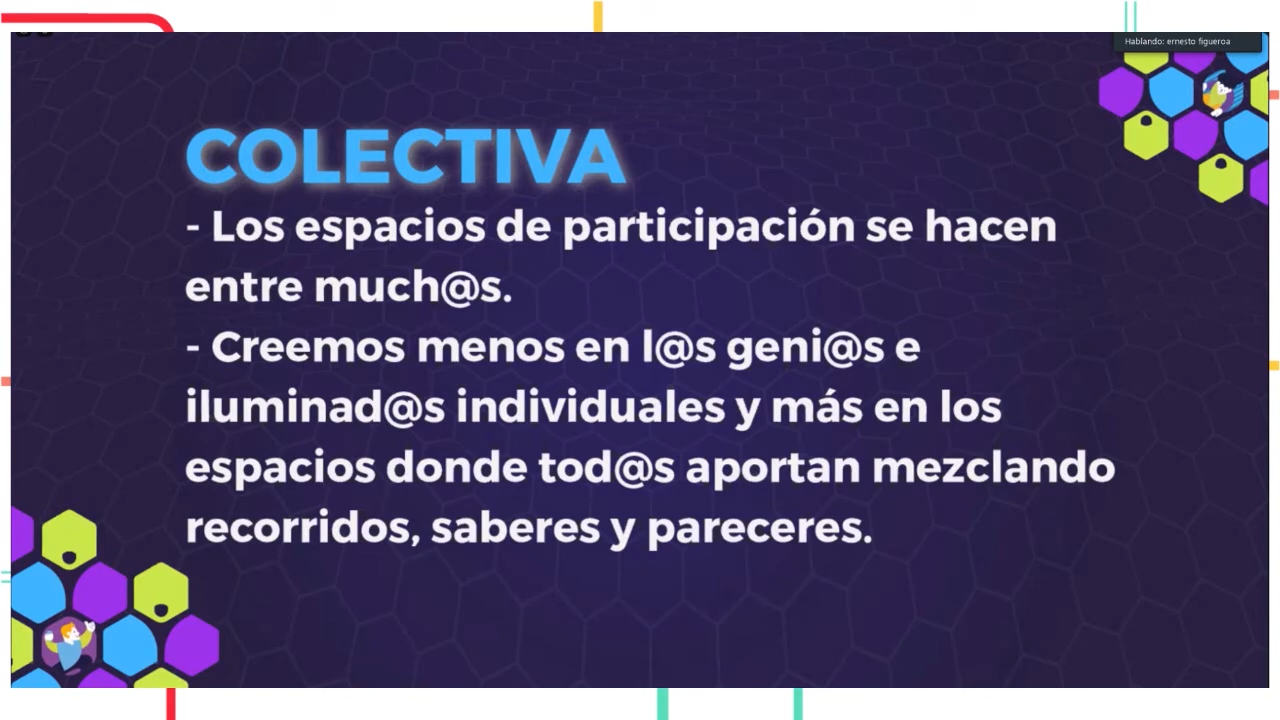 Hablando: ernesto figueroa
COLECTIVA
- Los espacios de participación se hacen
entre much@s.
- Creemos menos en l@s geni@s e
iluminad@s individuales y más en los
espacios donde tod@s aportan mezclando
recorridos, saberes y pareceres.